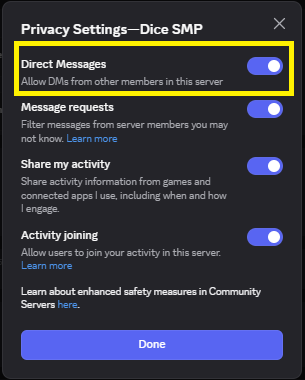 Privacy Settings—Dice SMP
Direct Messages
Allow DMs from other members in this server
Message requests
Filter messages from server members you may
not know. Learn more
Share my activity
Share activity information from games and
connected apps I use, including when and how
I engage.
Activity joining
Allow users to join your activity in this server.
Learn more
Learn about enhanced safety measures in Community
Servers here.
Done